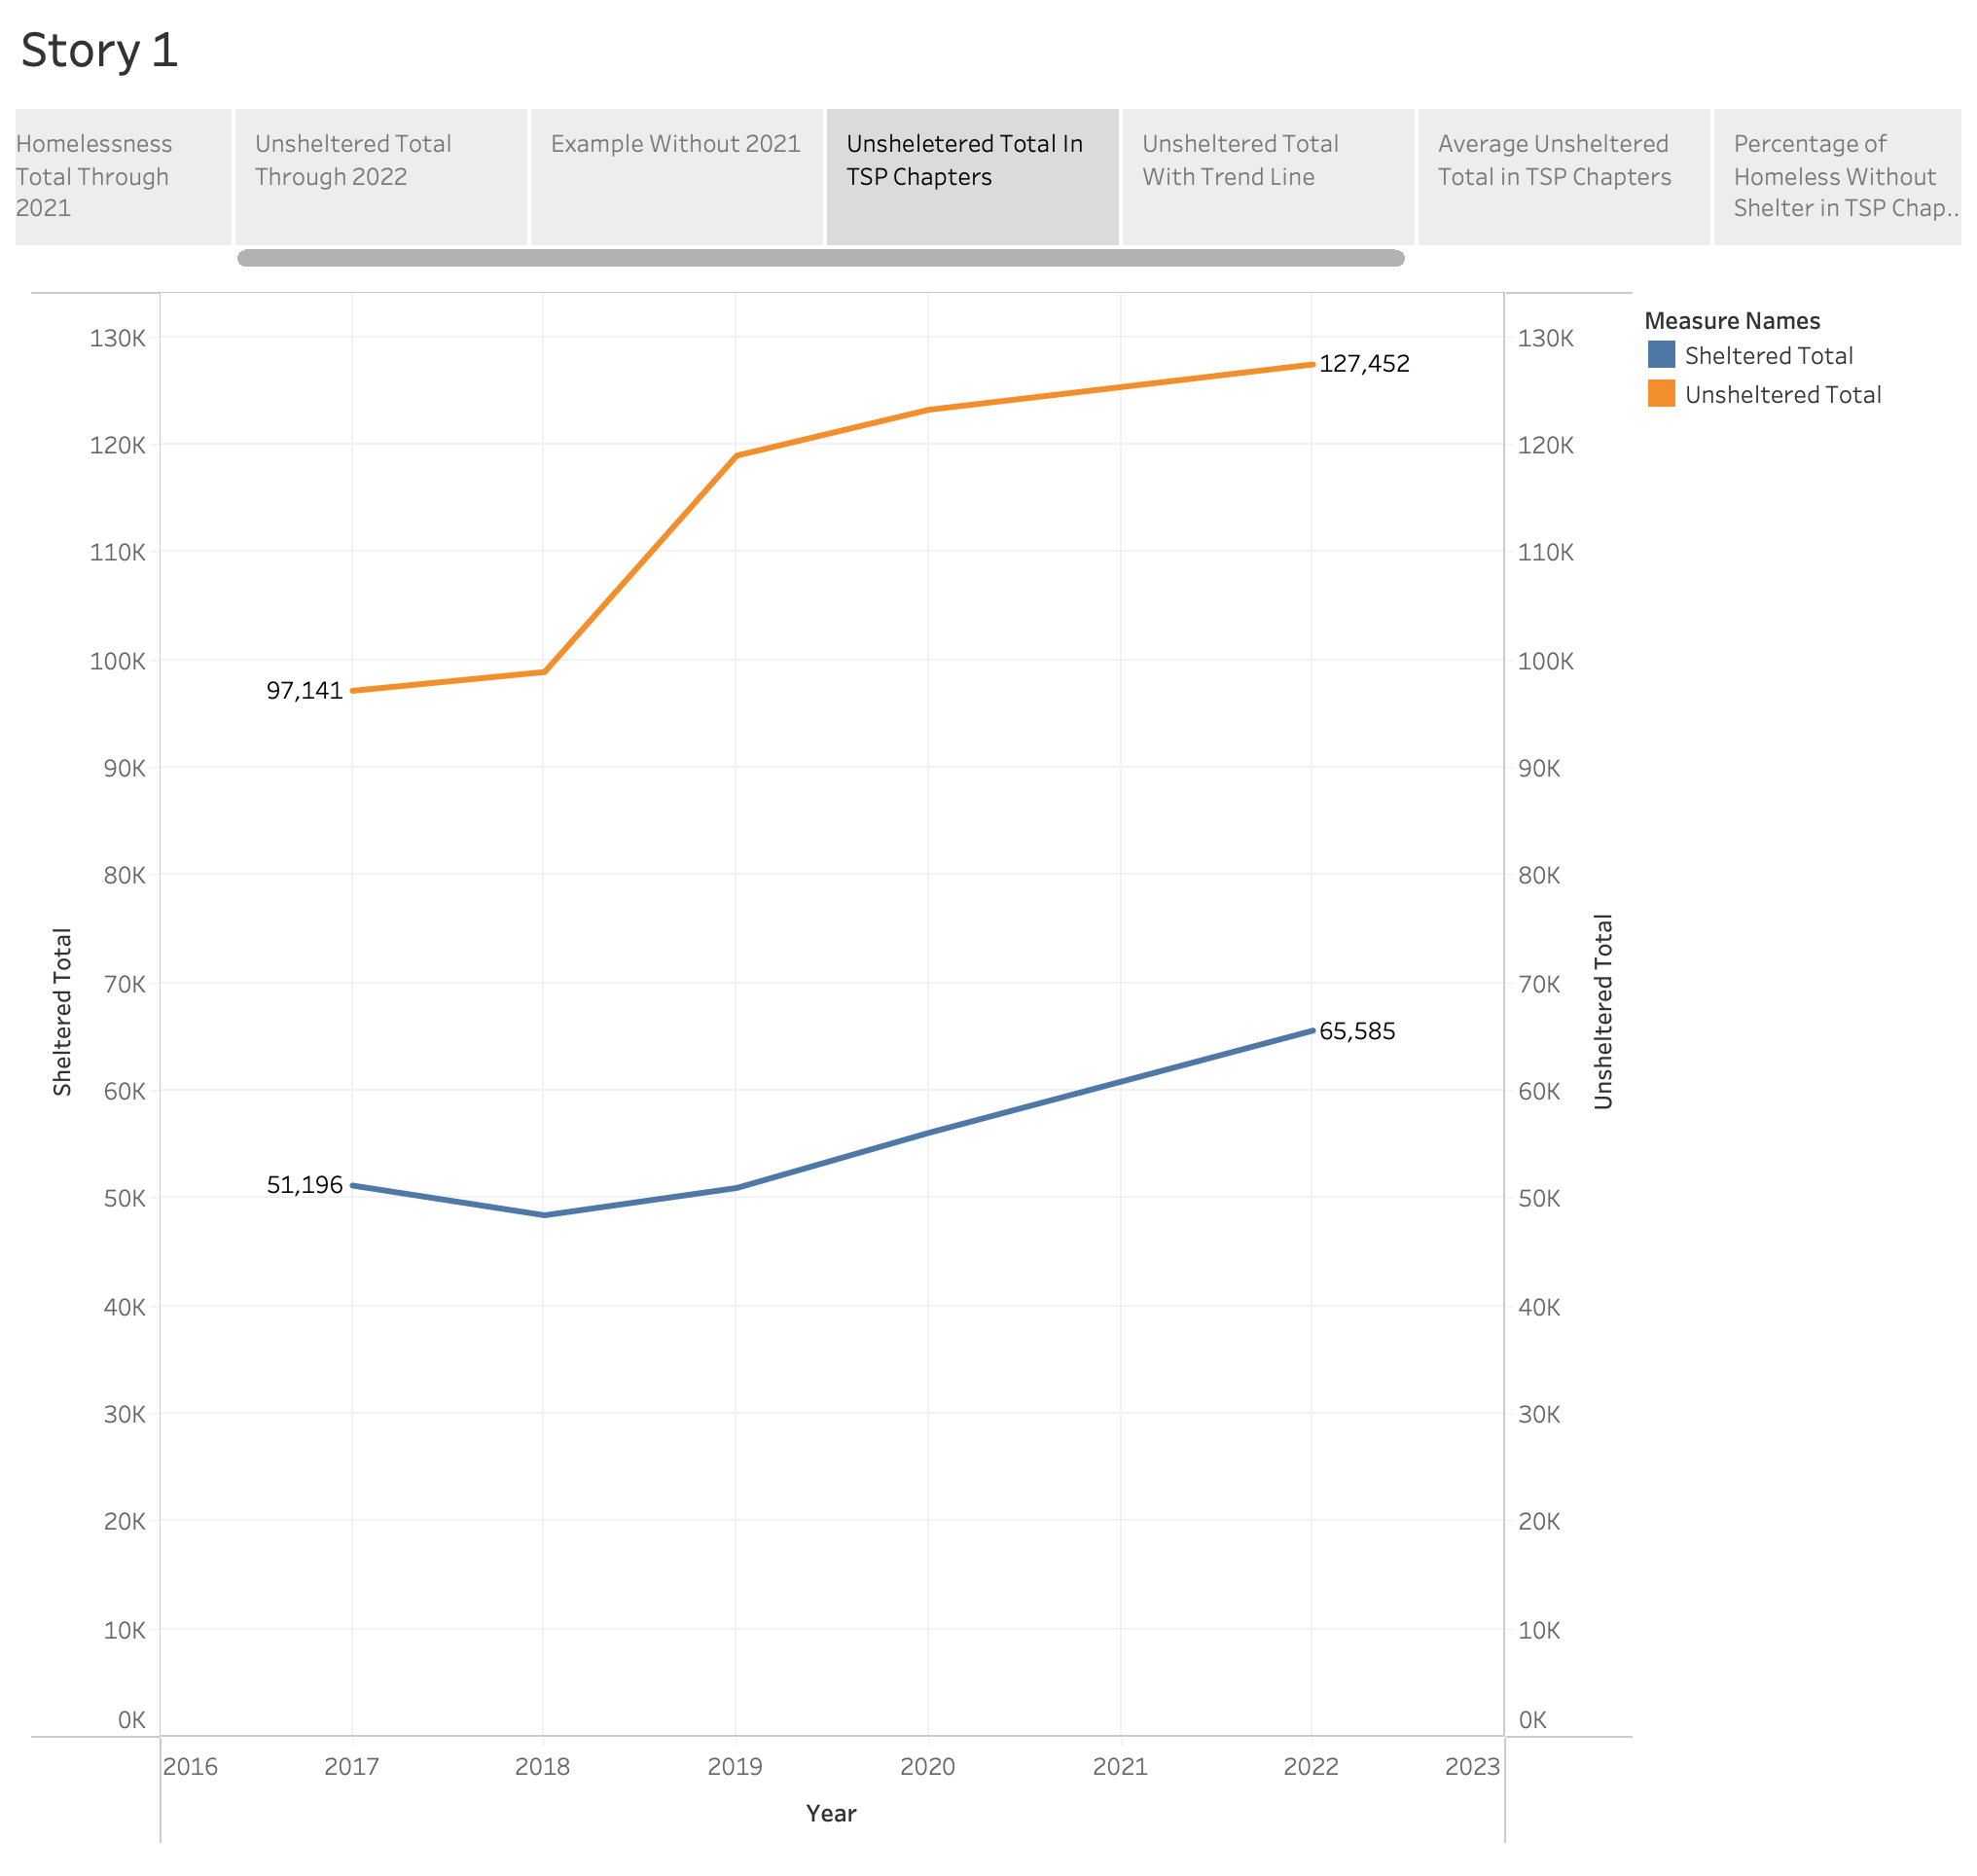 Story 1
Homelessness
Total Through
2021
Unsheltered Total
Through 2022
Example Without 2021
Unsheletered Total In
TSP Chapters
Unsheltered Total
With Trend Line
Average Unsheltered
Total in TSP Chapters
Percentage of
Homeless Without
Shelter in TSP Chap..
Measure Names
Sheltered Total
Unsheltered Total
130K
120K
110K
100K
90K
80K
70K
60K
50K
40K
30K
20K
10K
0K
Sheltered Total
127,452
97,141
65,585
51,196
130K
120K
110K
100K
90K
80K
70K
60K
50K
40K
30K
20K
10K
0K
Unsheltered Total
2016
2017
2018
2019
2020
2021
2022
2023
Year